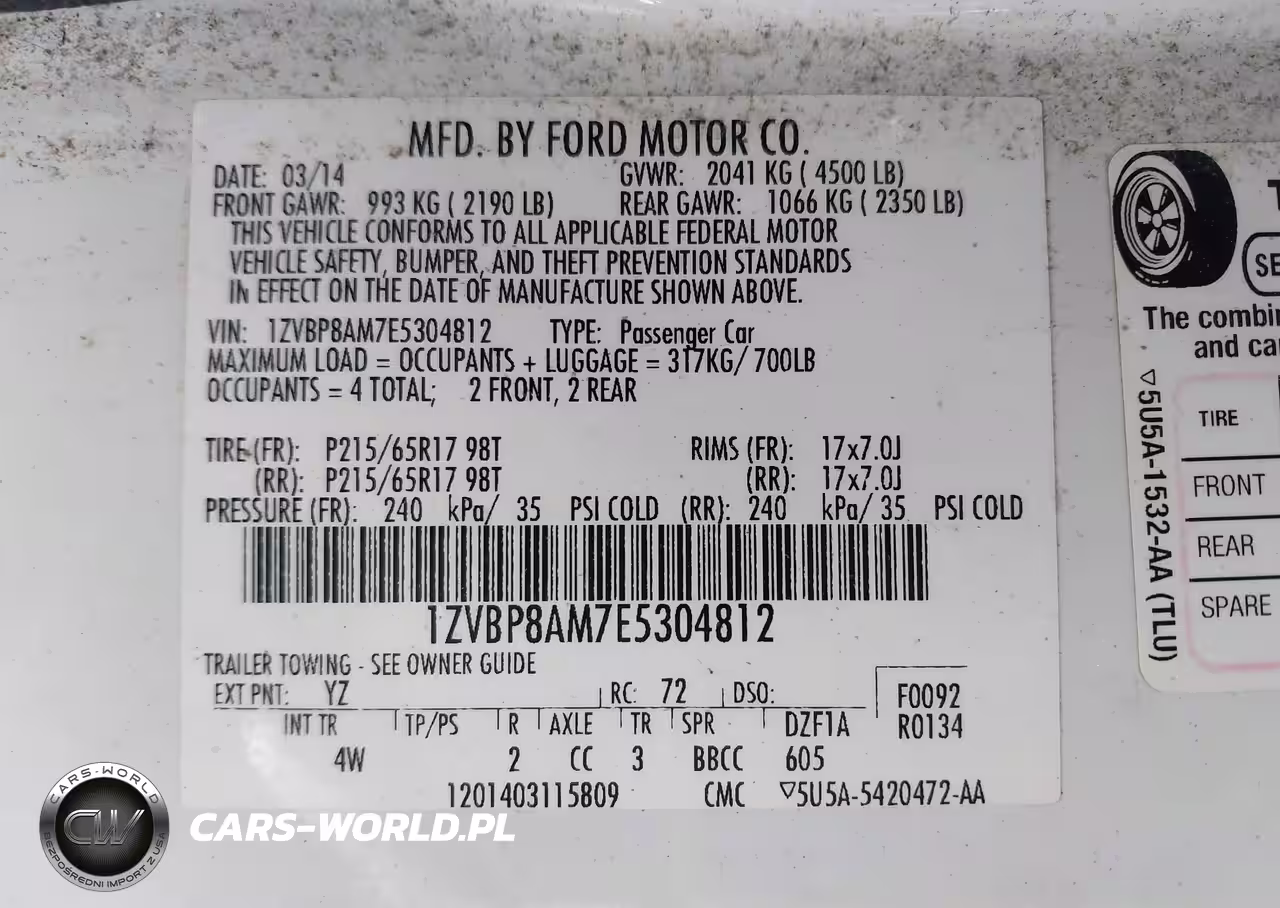 MFD. BY FORD MOTOR CO.
DATE: 03/14 GVWR: 2041 KG ( 4500 LB)
FRONT GAWR: 993 KG ( 2190 LB) REAR GAWR: 1066 KG ( 2350 LB)
THIS VEHICLE CONFORMS TO ALL APPLICABLE FEDERAL MOTOR
VEHICLE SAFETY, BUMPER, AND THEFT PREVENTION STANDARDS
IN EFFECT ON THE DATE OF MANUFACTURE SHOWN ABOVE.
VIN: 1ZVBP8AM7E5304812 TYPE: Passenger Car
MAXIMUM LOAD = OCCUPANTS + LUGGAGE = 317KG/ 700LB
OCCUPANTS = 4 TOTAL; 2 FRONT, 2 REAR
TIRE (FR): P215/65R17 98T RIMS (FR): 17x7.0J
(RR): P215/65R17 98T (RR): 17x7.0J
PRESSURE (FR): 240 kPa/ 35 PSI COLD (RR): 240 kPa/ 35 PSI COLD
1ZVBP8AM7E5304812
TRAILER TOWING - SEE OWNER GUIDE
EXT PNT: YZ RC: 72 DSO: F0092
INT TR TP/PS R AXLE TR SPR DZF1A R0134
4W 2 CC 3 BBCC 605
1201403115809 CMC ▽5U5A-5420472-AA
The combin
and ca
TIRE
FRONT
REAR
SPARE
▽5U5A-1532-AA (TLU)
CARS-WORLD
CW
BEZPOŚREDNI IMPORT Z USA
CARS-WORLD.PL